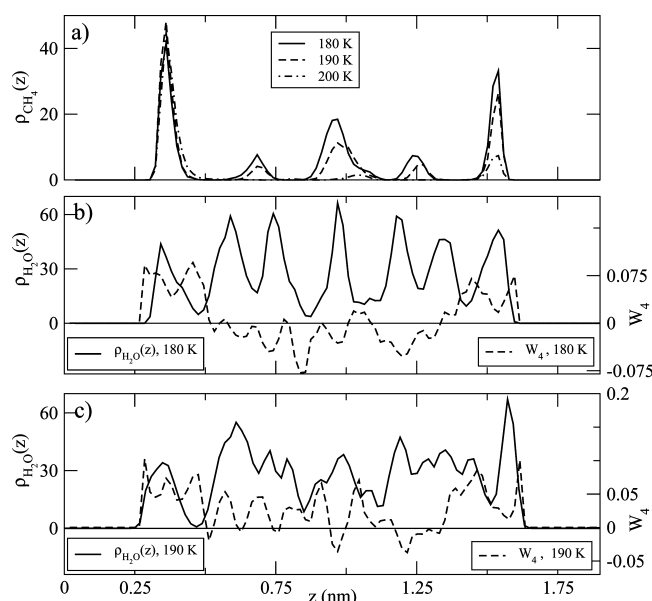 a)
180 K
190 K
200 K
ρCH4(z)
40
20
0
b)
ρH2O(z)
60
30
0
0.075
0
-0.075
W4
ρH2O(z), 180 K
W4 , 180 K
c)
ρH2O(z)
60
30
0
0.2
0.05
0
-0.05
W4
ρH2O(z), 190 K
W4 , 190 K
0
0.25
0.75
1.25
1.75
z (nm)